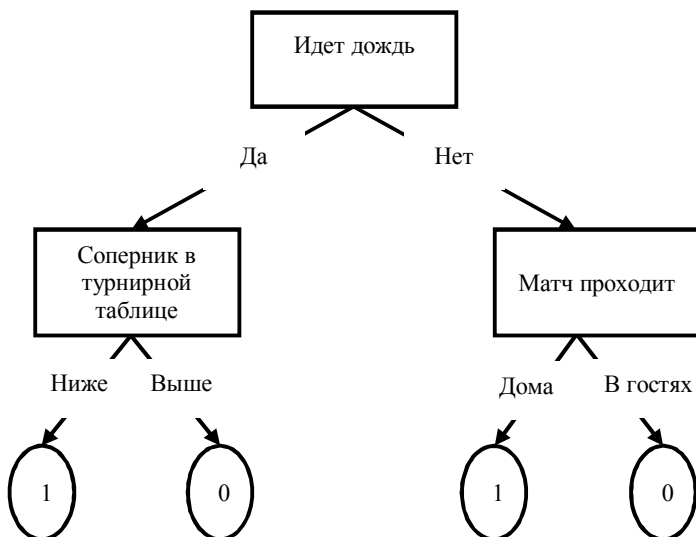 Идет дождь
Да
Нет
Соперник в
турнирной
таблице
Матч проходит
Ниже
Выше
Дома
В гостях
1
0
1
0